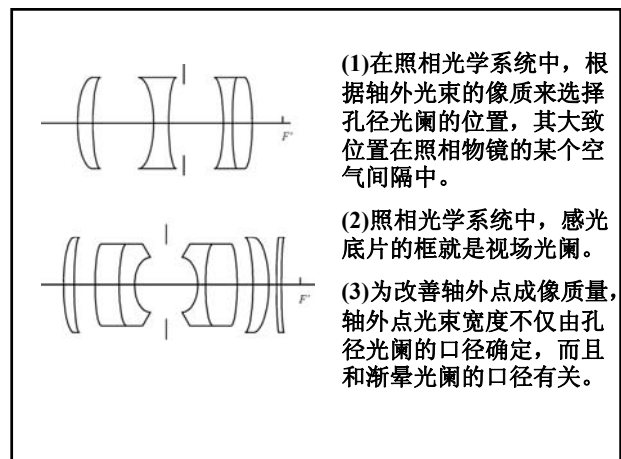 (1)在照相光学系统中，根
据轴外光束的像质来选择
孔径光阑的位置，其大致
位置在照相物镜的某个空
气间隔中。
F'
(2)照相光学系统中，感光
底片的框就是视场光阑。
(3)为改善轴外点成像质量，
轴外点光束宽度不仅由孔
径光阑的口径确定，而且
和渐晕光阑的口径有关。
F'